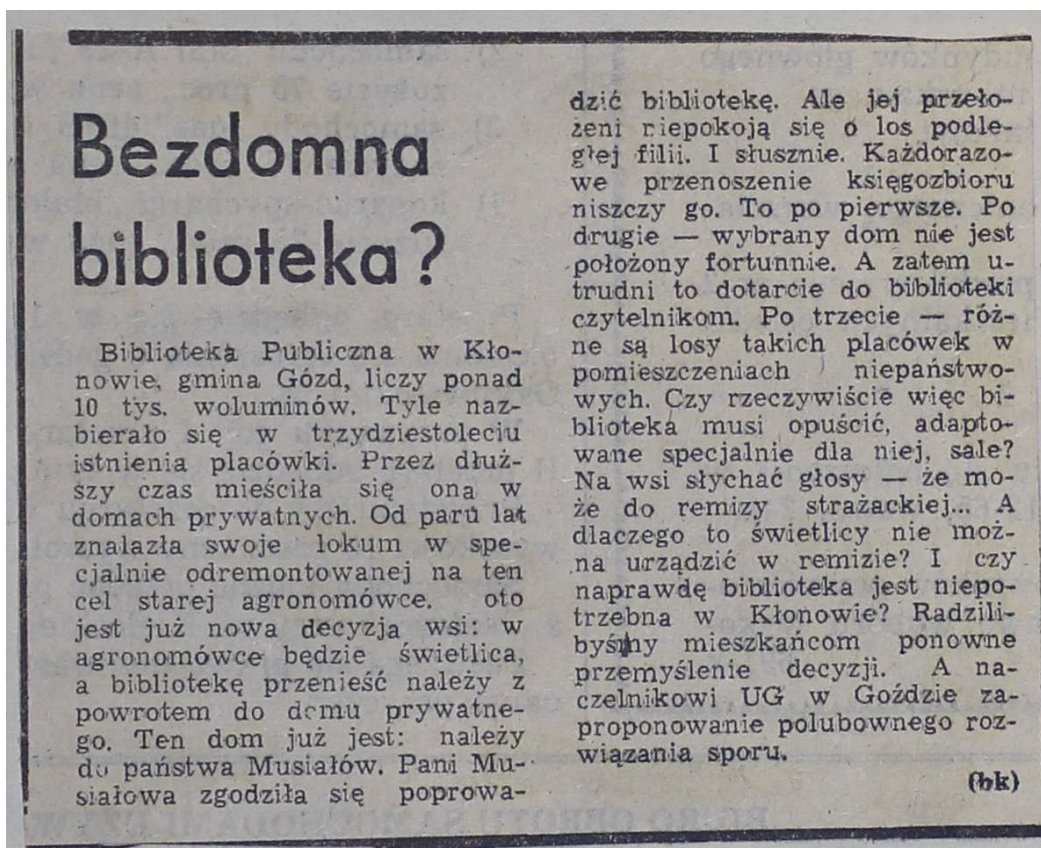 Bezdomna
biblioteka?
Biblioteka Publiczna w Kło-
nowie, gmina Gózd, liczy ponad
10 tys. woluminów. Tyle naz-
bierało się w trzydziestoleciu
istnienia placówki. Przez dłuż-
szy czas mieściła się ona w
domach prywatnych. Od paru lat
znalazła swoje lokum w spe-
cjalnie odremontowanej na ten
cel starej agronomówce. oto
jest już nowa decyzja wsi: w
agronomówce będzie świetlica,
a bibliotekę przenieść należy z
powrotem do domu prywatne-
go. Ten dom już jest: należy
do państwa Musiałów. Pani Mu-
siałowa zgodziła się poprowa-
dzić bibliotekę. Ale jej przeło-
żeni niepokoją się o los podle-
głej filii. I słusznie. Każdorazo-
we przenoszenie księgozbioru
niszczy go. To po pierwsze. Po
drugie — wybrany dom nie jest
położony fortunnie. A zatem u-
trudni to dotarcie do biblioteki
czytelnikom. Po trzecie — róż-
ne są losy takich placówek w
pomieszczeniach niepaństwo-
wych. Czy rzeczywiście więc bi-
blioteka musi opuścić, adapto-
wane specjalnie dla niej, sale?
Na wsi słychać głosy — że mo-
że do remizy strażackiej... A
dlaczego to świetlicy nie moż-
na urządzić w remizie? I czy
naprawdę biblioteka jest niepo-
trzebna w Kłonowie? Radzili-
byśmy mieszkańcom ponowne
przemyślenie decyzji. A na-
czelnikowi UG w Goździe za-
proponowanie polubownego roz-
wiązania sporu.
(bk)